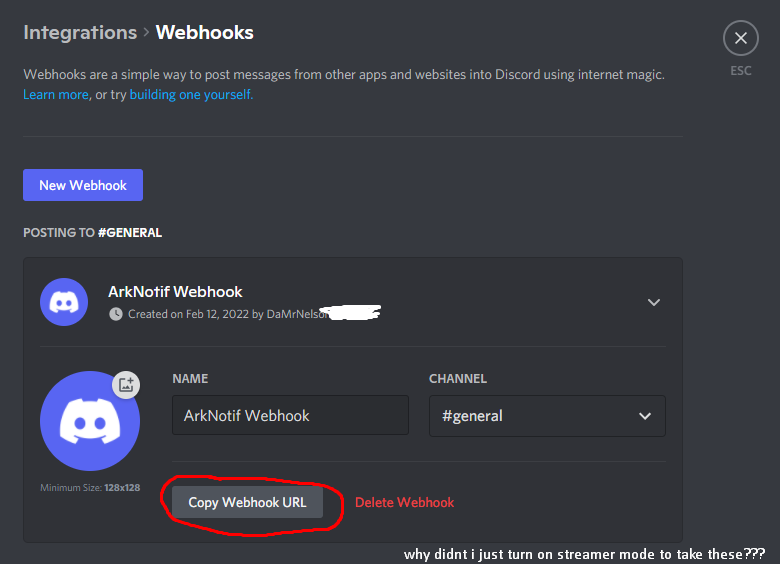 Integrations > Webhooks
ESC
Webhooks are a simple way to post messages from other apps and websites into Discord using internet magic.
Learn more, or try building one yourself.
New Webhook
POSTING TO #GENERAL
ArkNotif Webhook
Created on Feb 12, 2022 by DaMrNelson
NAME
CHANNEL
ArkNotif Webhook
#general
Minimum Size: 128x128
Copy Webhook URL
Delete Webhook
why didnt i just turn on streamer mode to take these???